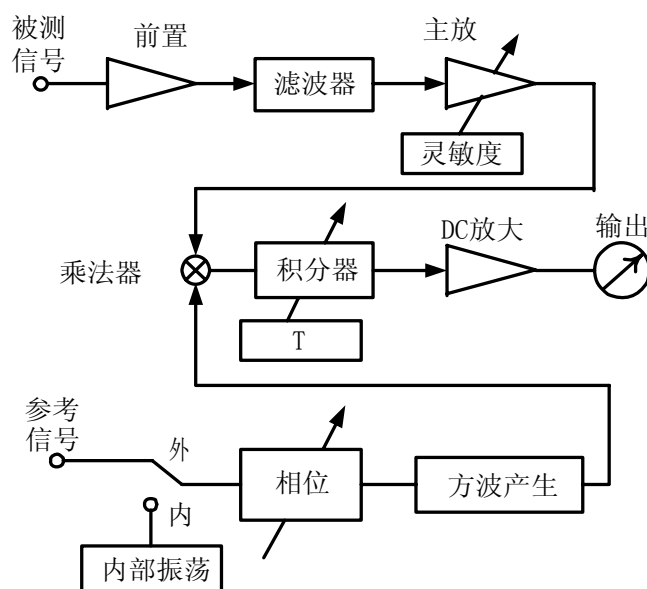 被测
信号
前置
滤波器
主放
灵敏度
乘法器
积分器
T
DC放大
输出
参考
信号
外
内
内部振荡
相位
方波产生